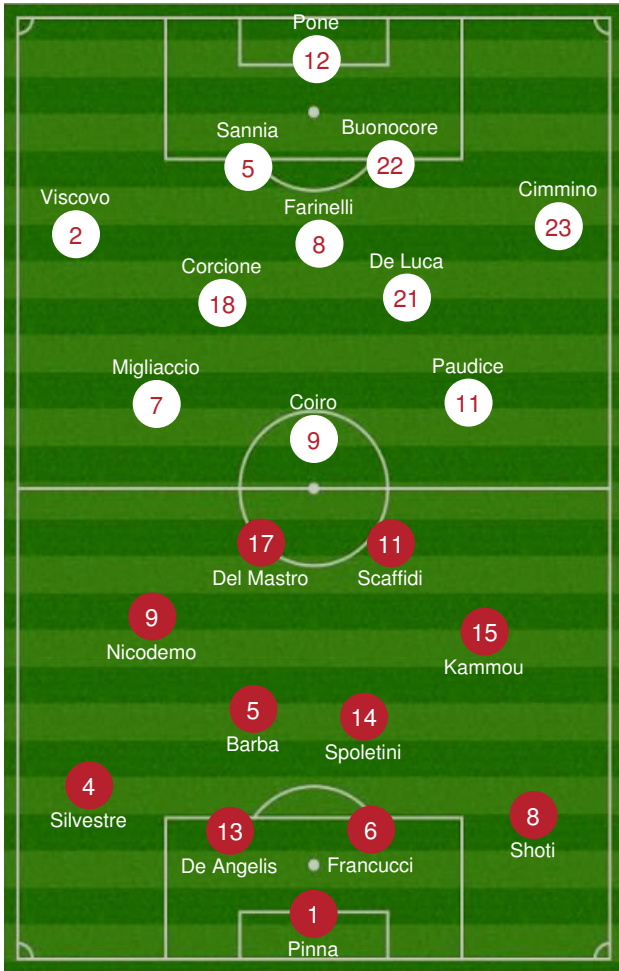 Pone
12
Sannia
5
Buonocore
22
Viscovo
2
Farinelli
8
Cimmino
23
Corcione
18
De Luca
21
Migliaccio
7
Coiro
9
Paudice
11
17
Del Mastro
11
Scaffidi
9
Nicodemo
15
Kammou
5
Barba
14
Spoletini
4
Silvestre
13
De Angelis
6
Francucci
8
Shoti
1
Pinna